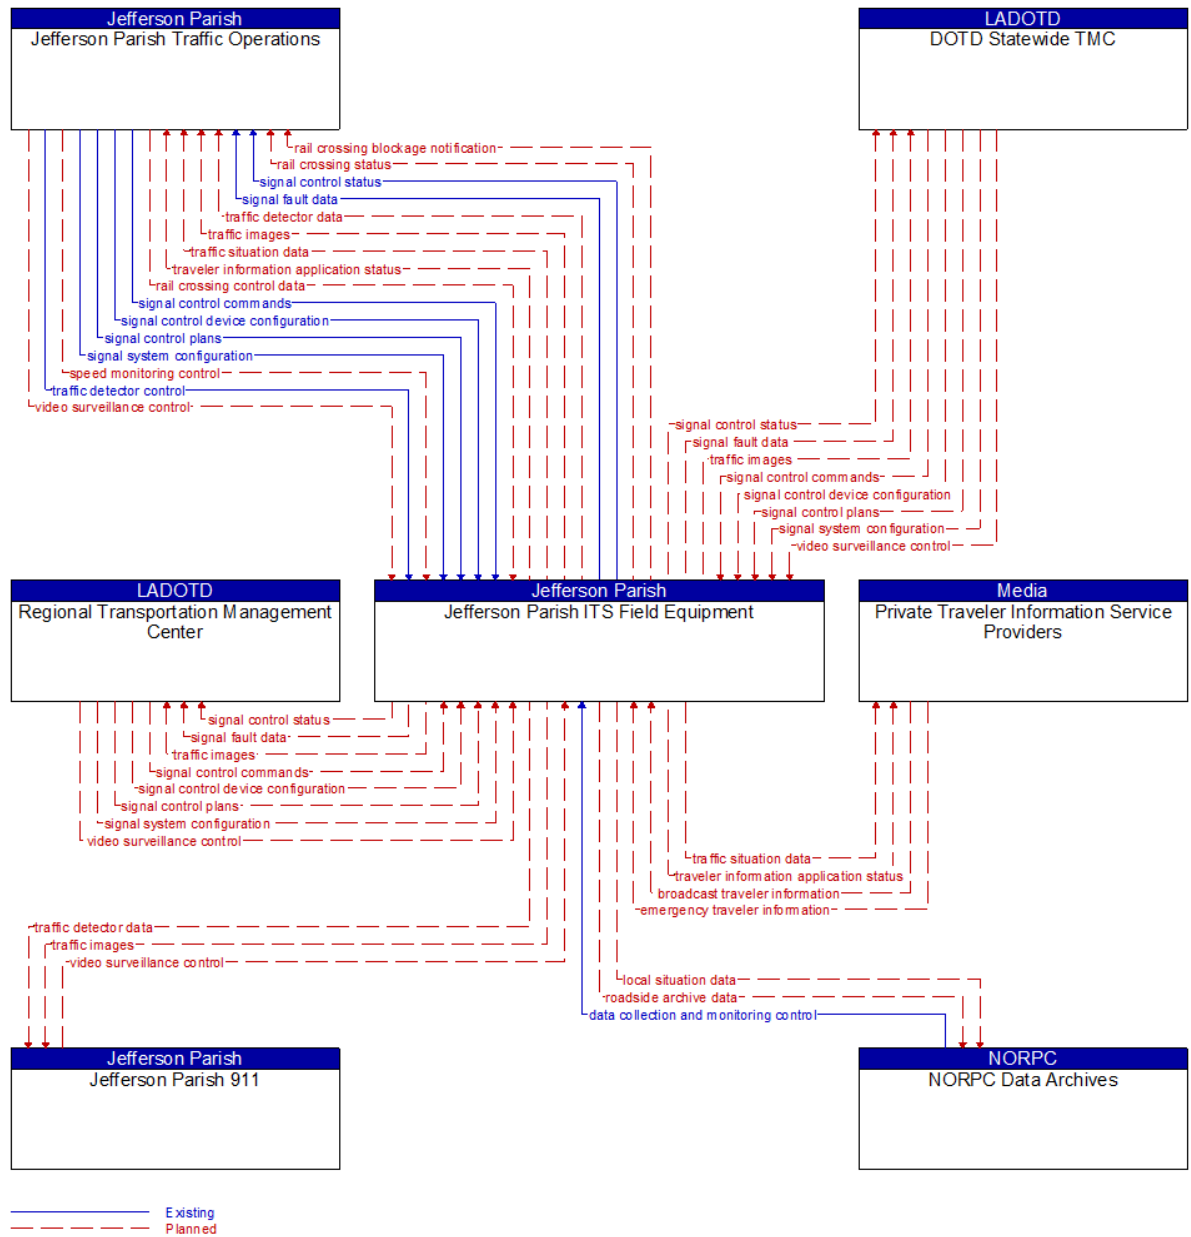 Jefferson Parish
Jefferson Parish Traffic Operations
LADOTD
DOTD Statewide TMC
rail crossing blockage notification
rail crossing status
signal control status
signal fault data
traffic detector data
traffic images
traffic situation data
traveler information application status
rail crossing control data
signal control commands
signal control device configuration
signal control plans
signal system configuration
speed monitoring control
traffic detector control
video surveillance control
signal control status
signal fault data
traffic images
signal control commands
signal control device configuration
signal control plans
signal system configuration
video surveillance control
LADOTD
Regional Transportation Management
Center
Jefferson Parish
Jefferson Parish ITS Field Equipment
Media
Private Traveler Information Service
Providers
signal control status
signal fault data
traffic images
signal control commands
signal control device configuration
signal control plans
signal system configuration
video surveillance control
traffic situation data
traveler information application status
broadcast traveler information
emergency traveler information
traffic detector data
traffic images
video surveillance control
local situation data
roadside archive data
data collection and monitoring control
Jefferson Parish
Jefferson Parish 911
NORPC
NORPC Data Archives
Existing
Planned